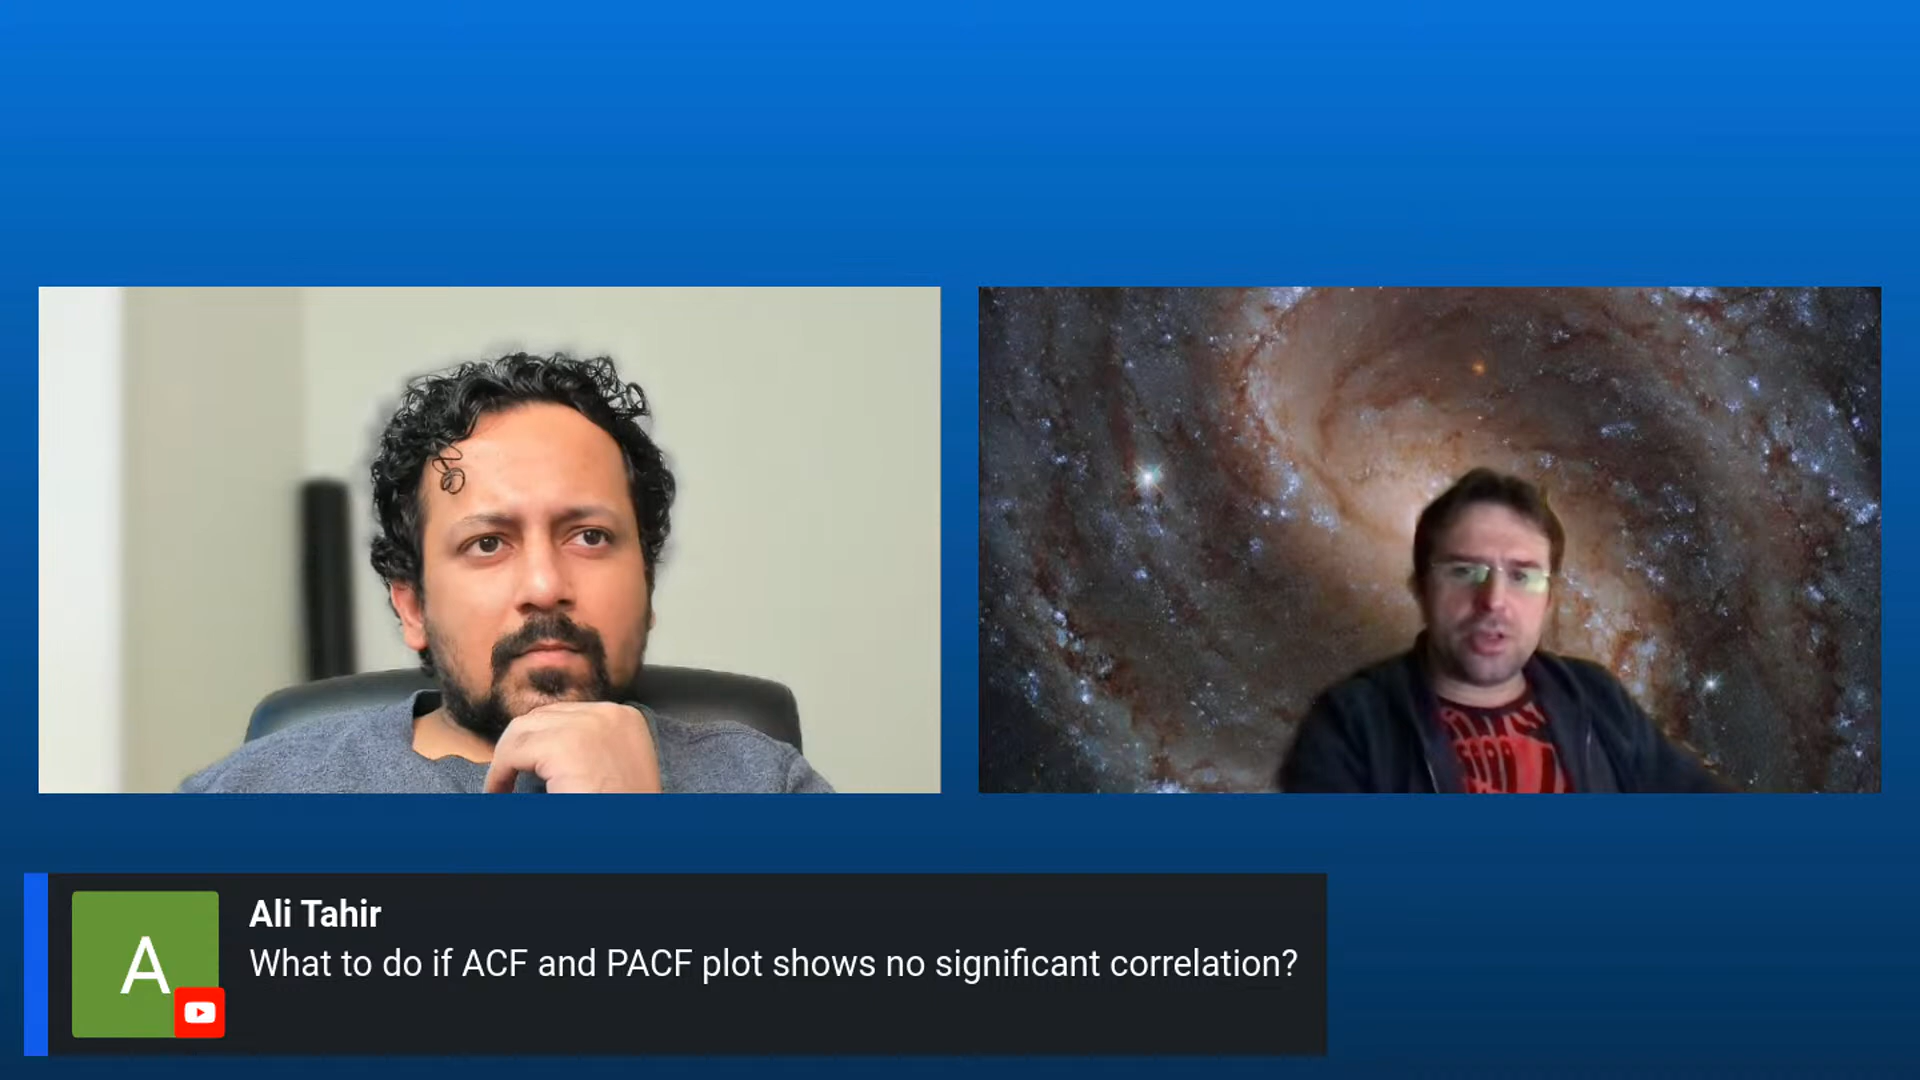 A
Ali Tahir
What to do if ACF and PACF plot shows no significant correlation?